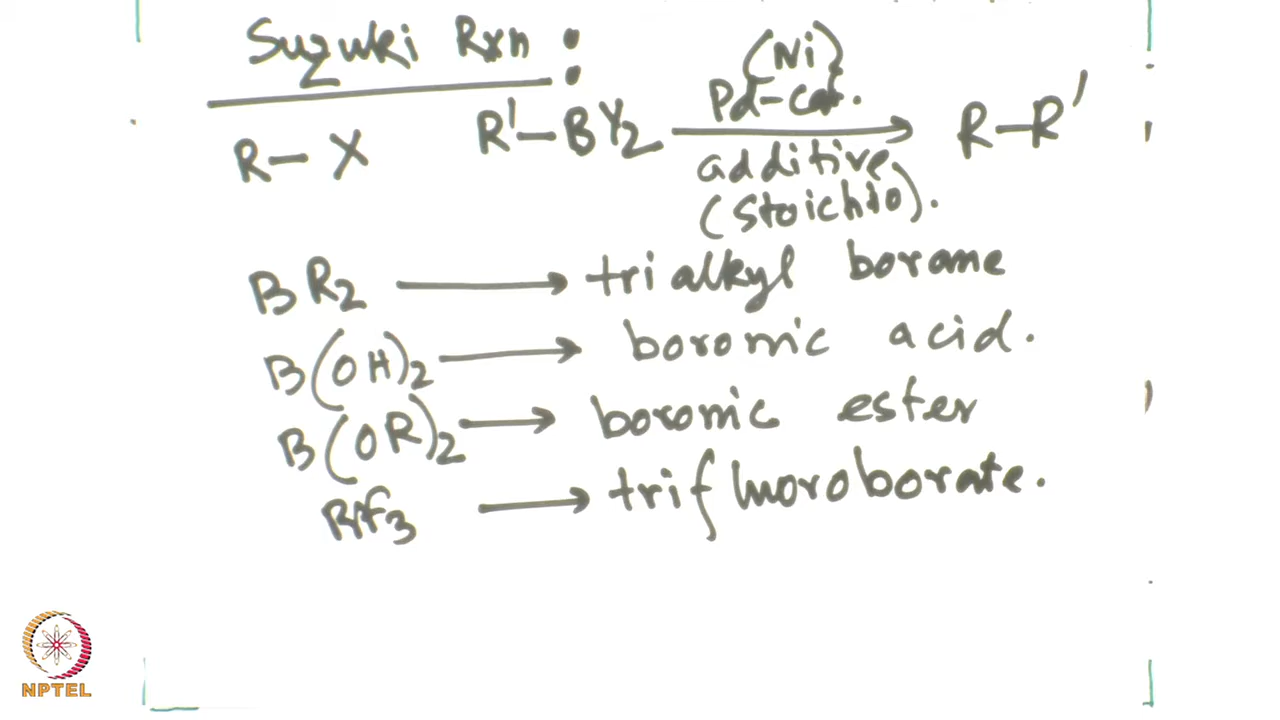 Suzuki Rxn :
(Ni)
R–X R'–BY2 Pd-Cat. R–R'
additive
(Stoichio).
BR2 → trialkyl borane
B(OH)2 → boronic acid.
B(OR)2 → boronic ester
BF3 → trifluoroborate.
NPTEL